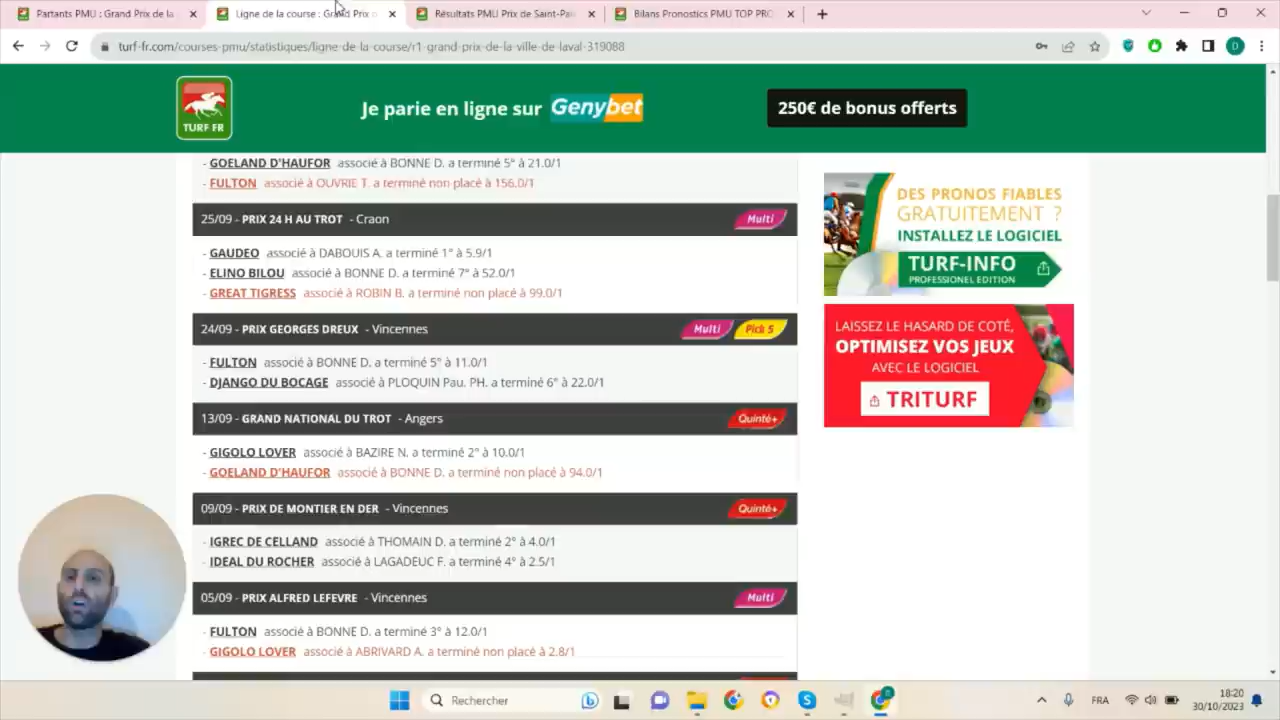 Partants PMU : Grand Prix de la
Ligne de la course : Grand Prix
Résultats PMU Prix de Saint-Pa
Bilans Pronostics PMU TOP PRO
turf-fr.com/courses-pmu/statistiques/ligne-de-la-course/r1-grand-prix-de-la-ville-de-laval-319088
D
TURF FR
Je parie en ligne sur Genybet
250€ de bonus offerts
- GOELAND D'HAUFOR associé à BONNE D. a terminé 5° à 21.0/1
- FULTON associé à OUVRIE T. a terminé non placé à 156.0/1
25/09 - PRIX 24 H AU TROT - Craon Multi
- GAUDEO associé à DABOUIS A. a terminé 1° à 5.9/1
- ELINO BILOU associé à BONNE D. a terminé 7° à 52.0/1
- GREAT TIGRESS associé à ROBIN B. a terminé non placé à 99.0/1
24/09 - PRIX GEORGES DREUX - Vincennes Multi Pick 5
- FULTON associé à BONNE D. a terminé 5° à 11.0/1
- DJANGO DU BOCAGE associé à PLOQUIN Pau. PH. a terminé 6° à 22.0/1
13/09 - GRAND NATIONAL DU TROT - Angers Quinté+
- GIGOLO LOVER associé à BAZIRE N. a terminé 2° à 10.0/1
- GOELAND D'HAUFOR associé à BONNE D. a terminé non placé à 94.0/1
09/09 - PRIX DE MONTIER EN DER - Vincennes Quinté+
- IGREC DE CELLAND associé à THOMAIN D. a terminé 2° à 4.0/1
- IDEAL DU ROCHER associé à LAGADEUC F. a terminé 4° à 2.5/1
05/09 - PRIX ALFRED LEFEVRE - Vincennes Multi
- FULTON associé à BONNE D. a terminé 3° à 12.0/1
- GIGOLO LOVER associé à ABRIVARD A. a terminé non placé à 2.8/1
DES PRONOS FIABLES
GRATUITEMENT ?
INSTALLEZ LE LOGICIEL
TURF-INFO
PROFESSIONEL EDITION
LAISSEZ LE HASARD DE COTÉ,
OPTIMISEZ VOS JEUX
AVEC LE LOGICIEL
TRITURF
Rechercher
FRA
18:20
30/10/2023